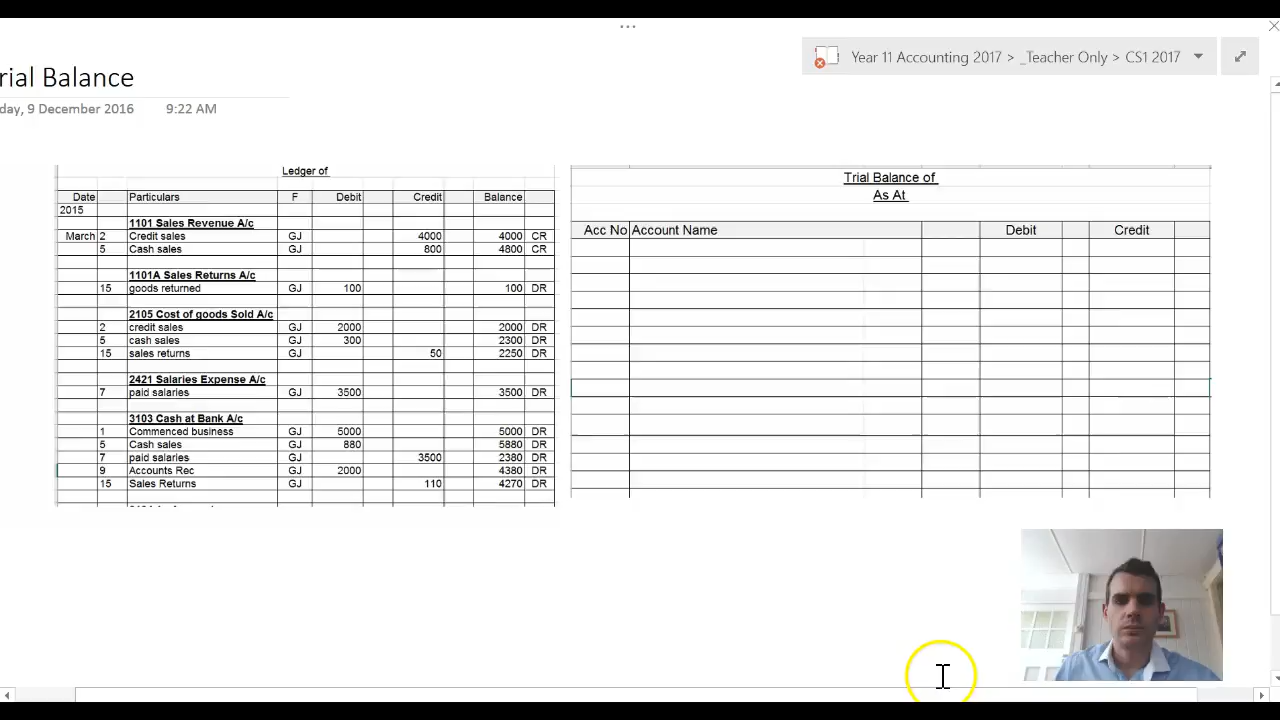 Year 11 Accounting 2017 > _Teacher Only > CS1 2017
rial Balance
day, 9 December 2016 9:22 AM
Ledger of
Date Particulars F Debit Credit Balance
2015
1101 Sales Revenue A/c
March 2 Credit sales GJ 4000 4000 CR
5 Cash sales GJ 800 4800 CR
1101A Sales Returns A/c
15 goods returned GJ 100 100 DR
2105 Cost of goods Sold A/c
2 credit sales GJ 2000 2000 DR
5 cash sales GJ 300 2300 DR
15 sales returns GJ 50 2250 DR
2421 Salaries Expense A/c
7 paid salaries GJ 3500 3500 DR
3103 Cash at Bank A/c
1 Commenced business GJ 5000 5000 DR
5 Cash sales GJ 880 5880 DR
7 paid salaries GJ 3500 2380 DR
9 Accounts Rec GJ 2000 4380 DR
15 Sales Returns GJ 110 4270 DR
Trial Balance of
As At
Acc No Account Name Debit Credit